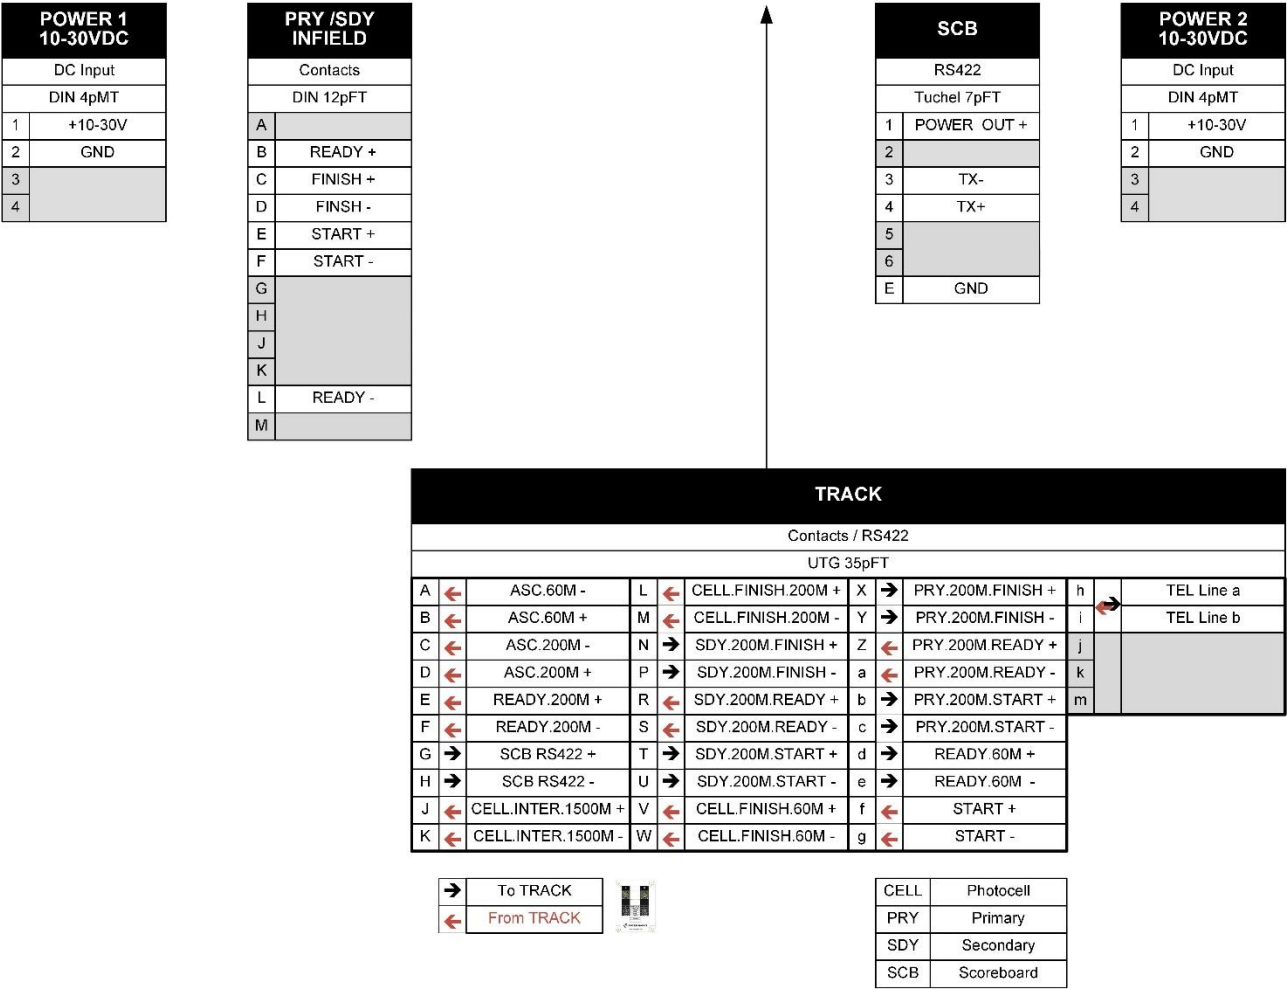 POWER 1
10-30VDC
DC Input
DIN 4pMT
1 +10-30V
2 GND
3
4
PRY /SDY
INFIELD
Contacts
DIN 12pFT
A
B READY +
C FINISH +
D FINSH -
E START +
F START -
G
H
J
K
L READY -
M
SCB
RS422
Tuchel 7pFT
1 POWER OUT +
2
3 TX-
4 TX+
5
6
E GND
POWER 2
10-30VDC
DC Input
DIN 4pMT
1 +10-30V
2 GND
3
4
TRACK
Contacts / RS422
UTG 35pFT
A ASC.60M - L CELL.FINISH.200M + X PRY.200M.FINISH + h TEL Line a
B ASC.60M + M CELL.FINISH.200M - Y PRY.200M.FINISH - i TEL Line b
C ASC.200M - N SDY.200M.FINISH + Z PRY.200M.READY + j
D ASC.200M + P SDY.200M.FINISH - a PRY.200M.READY - k
E READY.200M + R SDY.200M.READY + b PRY.200M.START + m
F READY.200M - S SDY.200M.READY - c PRY.200M.START -
G SCB RS422 + T SDY.200M.START + d READY.60M +
H SCB RS422 - U SDY.200M.START - e READY.60M -
J CELL.INTER.1500M + V CELL.FINISH.60M + f START +
K CELL.INTER.1500M - W CELL.FINISH.60M - g START -
To TRACK
From TRACK
CELL Photocell
PRY Primary
SDY Secondary
SCB Scoreboard